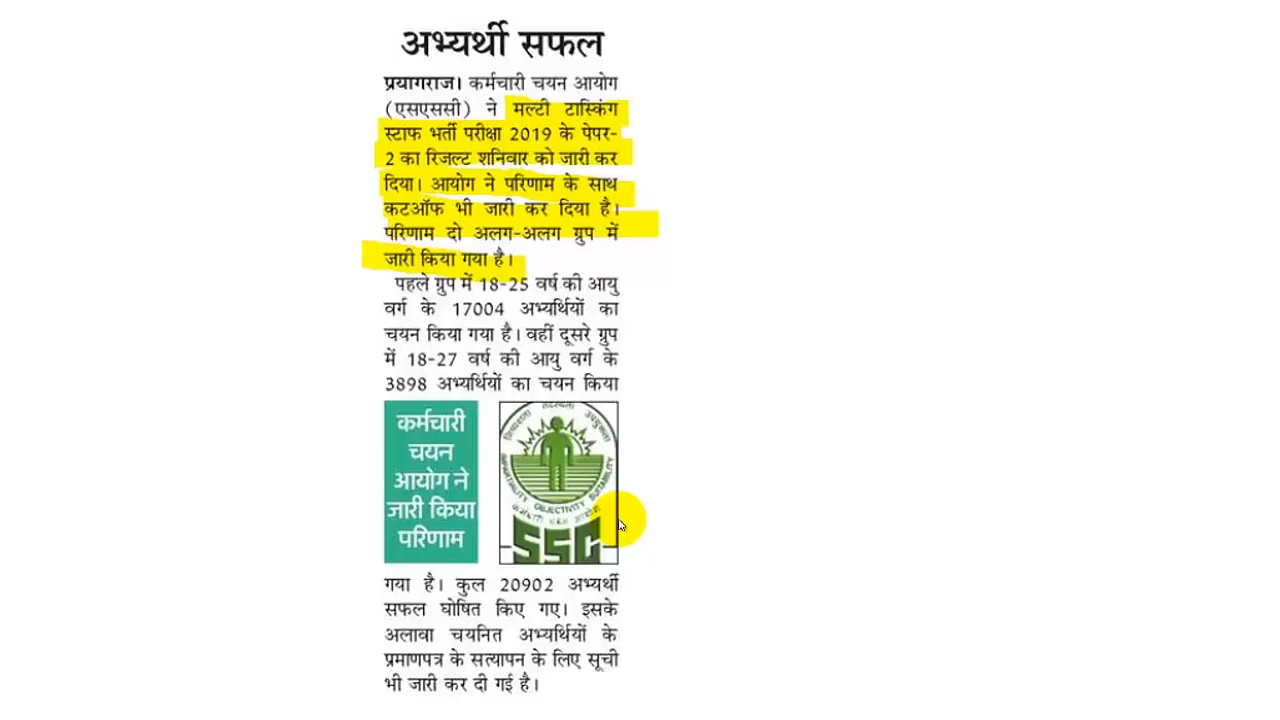 अभ्यर्थी सफल
प्रयागराज। कर्मचारी चयन आयोग
(एसएससी) ने मल्टी टास्किंग
स्टाफ भर्ती परीक्षा 2019 के पेपर-
2 का रिजल्ट शनिवार को जारी कर
दिया। आयोग ने परिणाम के साथ
कटऑफ भी जारी कर दिया है।
परिणाम दो अलग-अलग ग्रुप में
जारी किया गया है।
पहले ग्रुप में 18-25 वर्ष की आयु
वर्ग के 17004 अभ्यर्थियों का
चयन किया गया है। वहीं दूसरे ग्रुप
में 18-27 वर्ष की आयु वर्ग के
3898 अभ्यर्थियों का चयन किया
कर्मचारी
चयन
आयोग ने
जारी किया
परिणाम
IMPARTIALITY OBJECTIVITY SUITABILITY
SSC
गया है। कुल 20902 अभ्यर्थी
सफल घोषित किए गए। इसके
अलावा चयनित अभ्यर्थियों के
प्रमाणपत्र के सत्यापन के लिए सूची
भी जारी कर दी गई है।